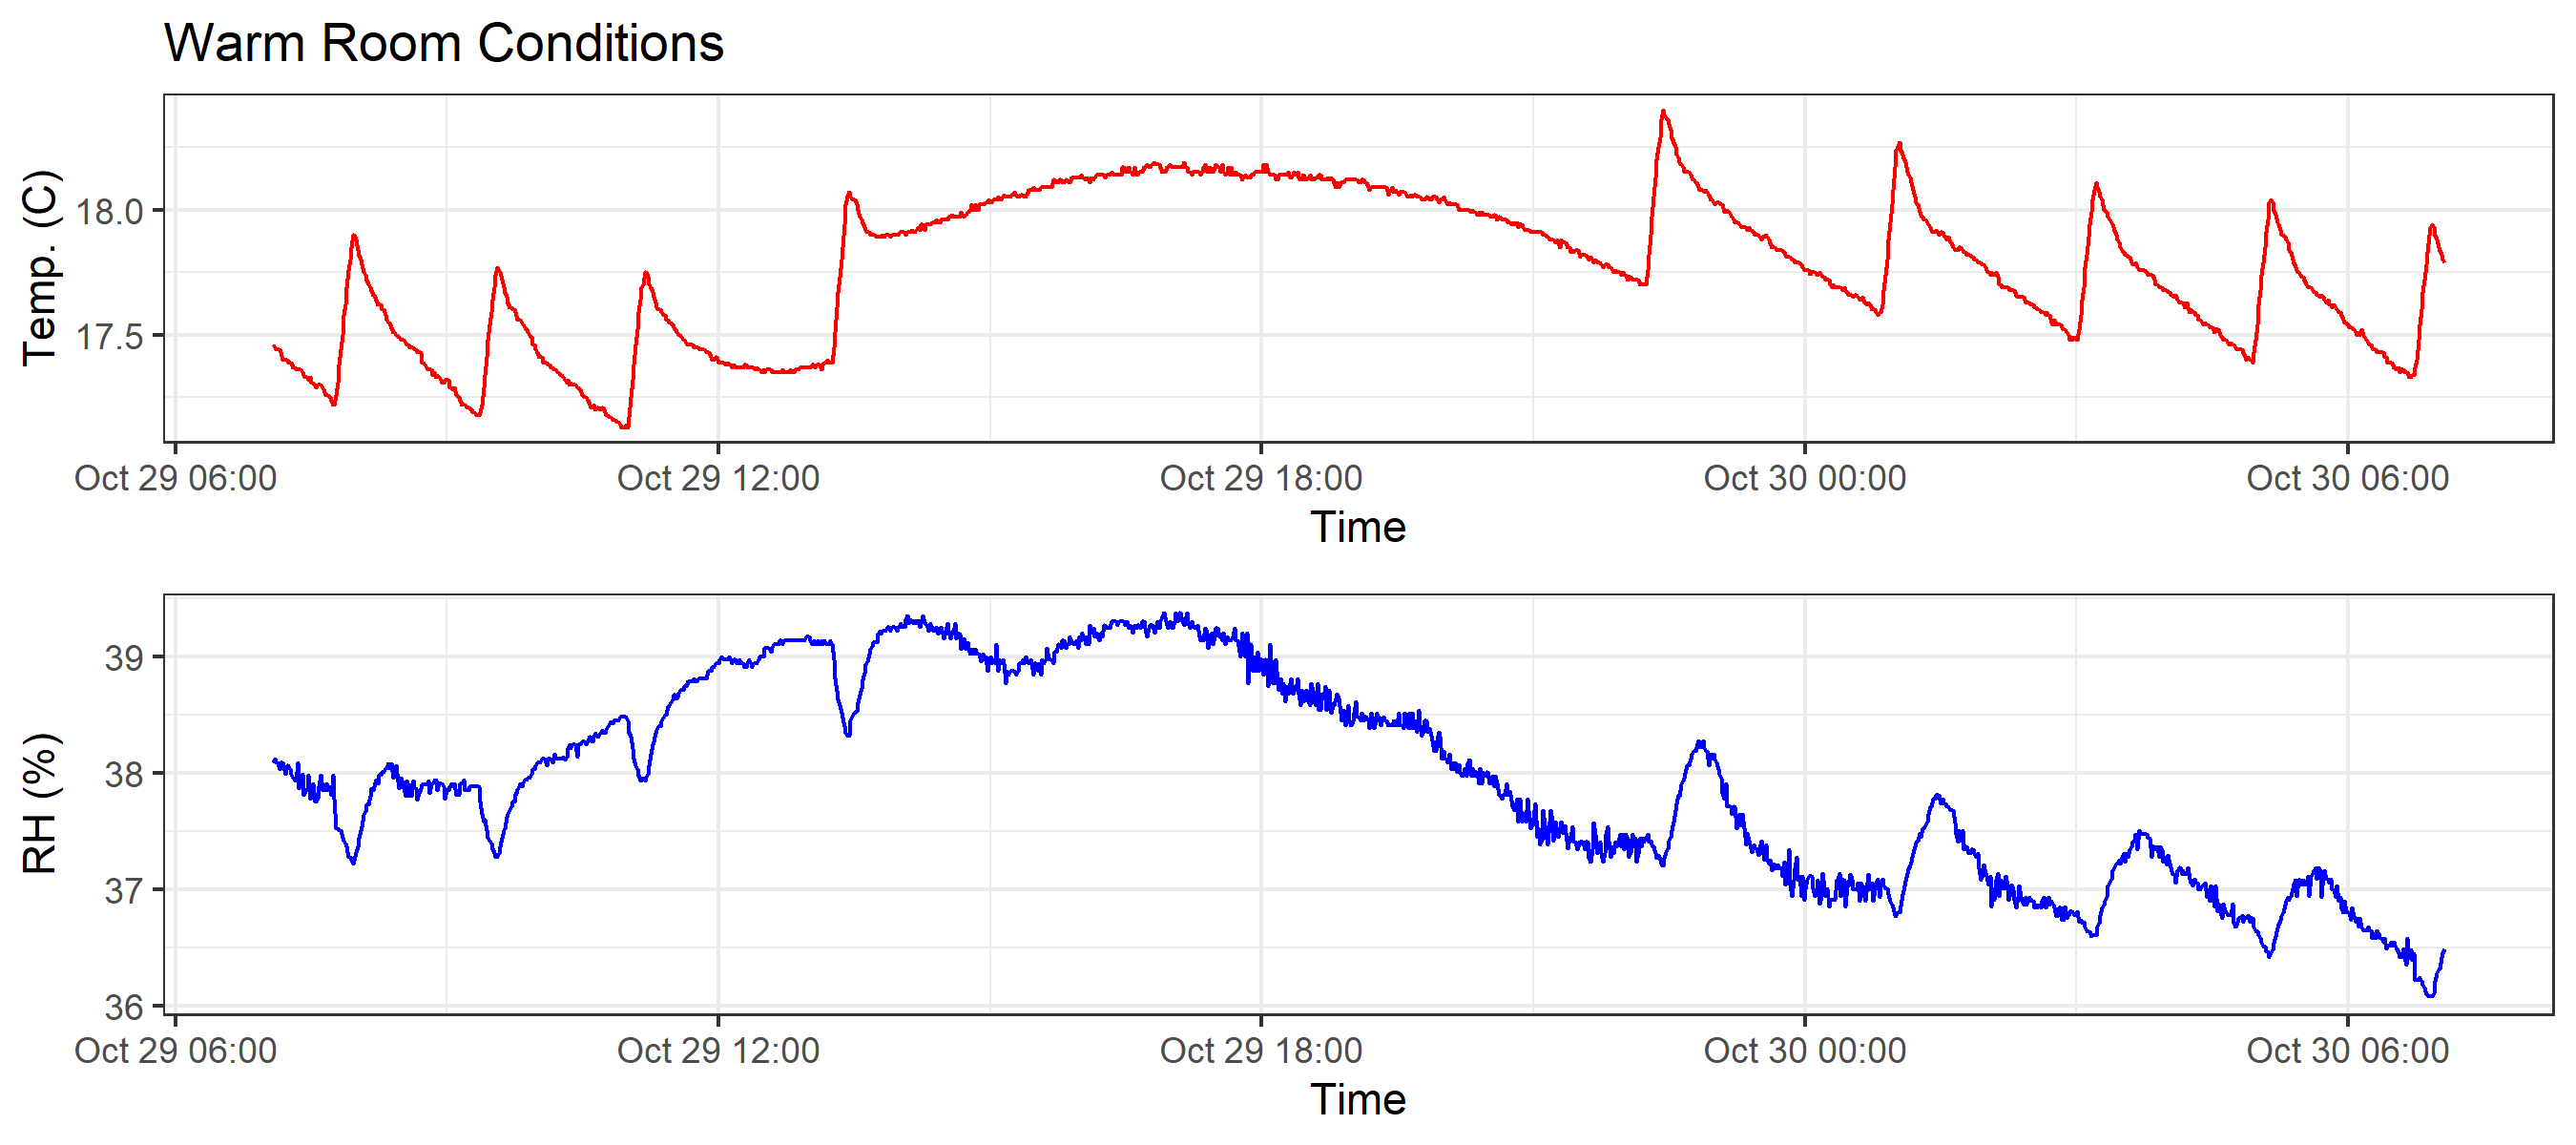 Warm Room Conditions
Temp. (C)
18.0
17.5
Oct 29 06:00 Oct 29 12:00 Oct 29 18:00 Oct 30 00:00 Oct 30 06:00
Time
RH (%)
39
38
37
36
Oct 29 06:00 Oct 29 12:00 Oct 29 18:00 Oct 30 00:00 Oct 30 06:00
Time